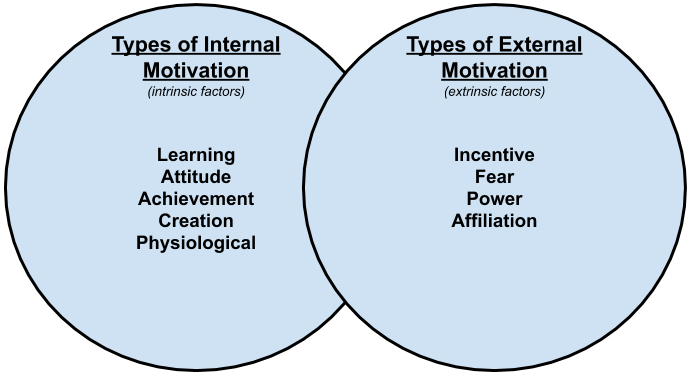 Types of Internal
Motivation
(intrinsic factors)
Learning
Attitude
Achievement
Creation
Physiological
Types of External
Motivation
(extrinsic factors)
Incentive
Fear
Power
Affiliation